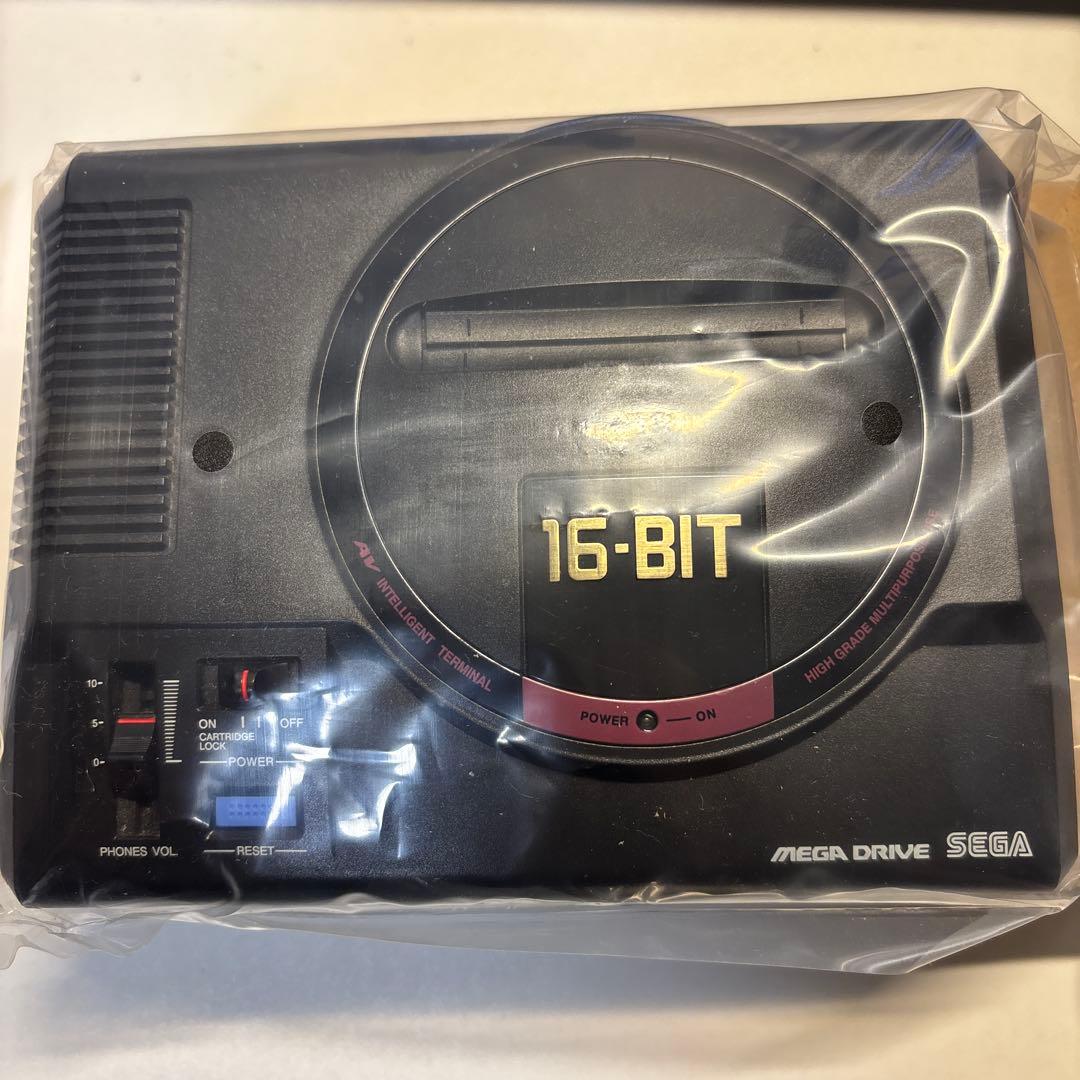 16-BIT
AV INTELLIGENT TERMINAL
HIGH GRADE MULTIPURPOSE USE
POWER ON
10-
5-
0-
ON OFF
CARTRIDGE
LOCK
POWER
PHONES VOL.
RESET
MEGA DRIVE SEGA